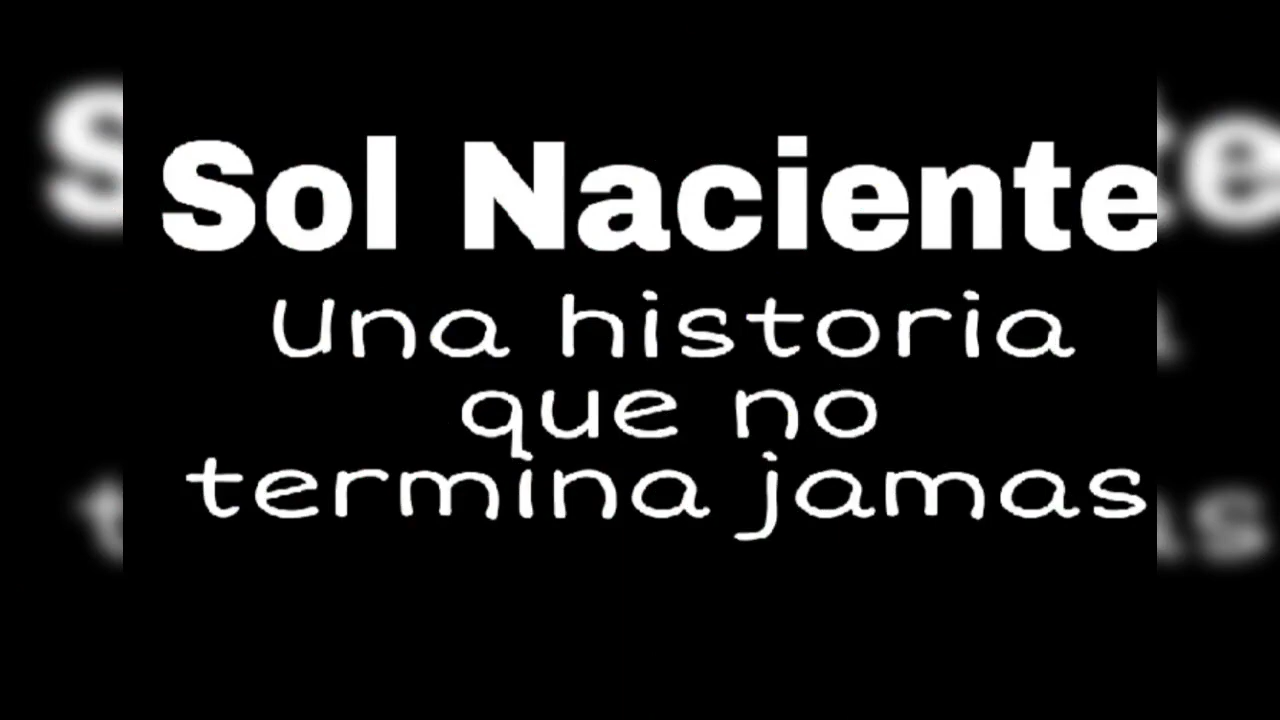 Sol Naciente
Una historia
que no
termina jamas